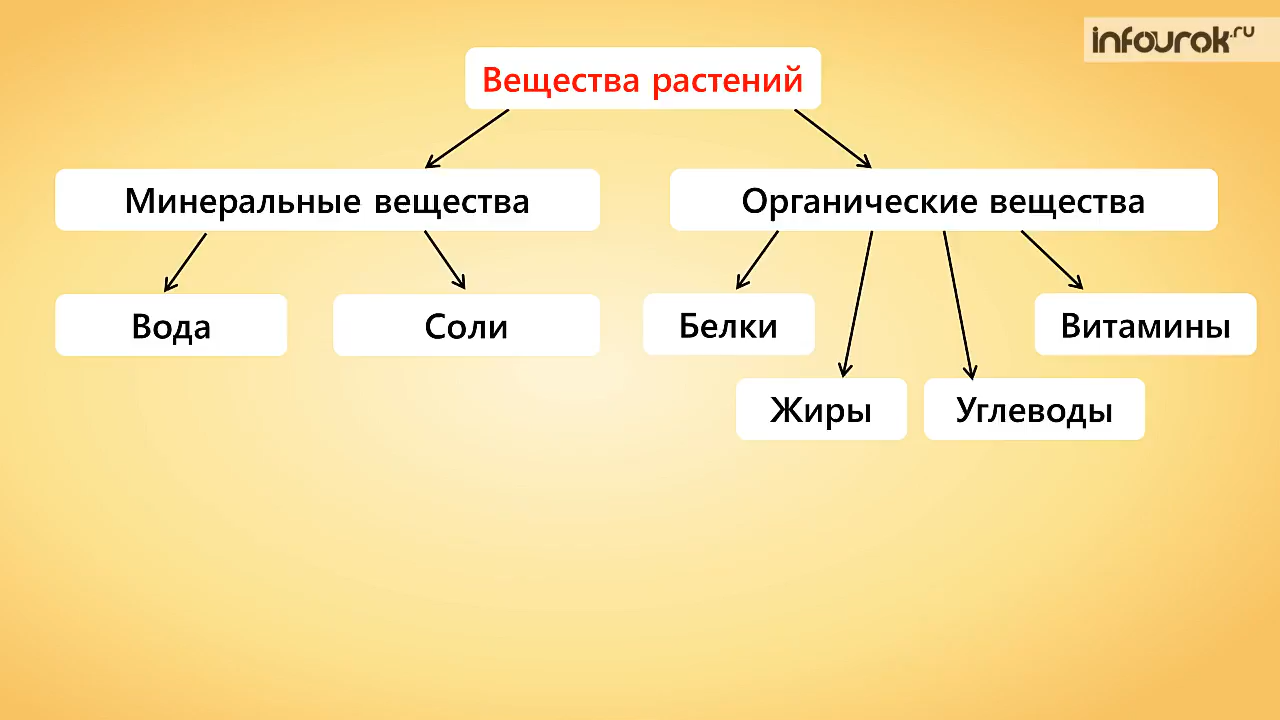 infourok.ru
Вещества растений
Минеральные вещества
Органические вещества
Вода
Соли
Белки
Витамины
Жиры
Углеводы